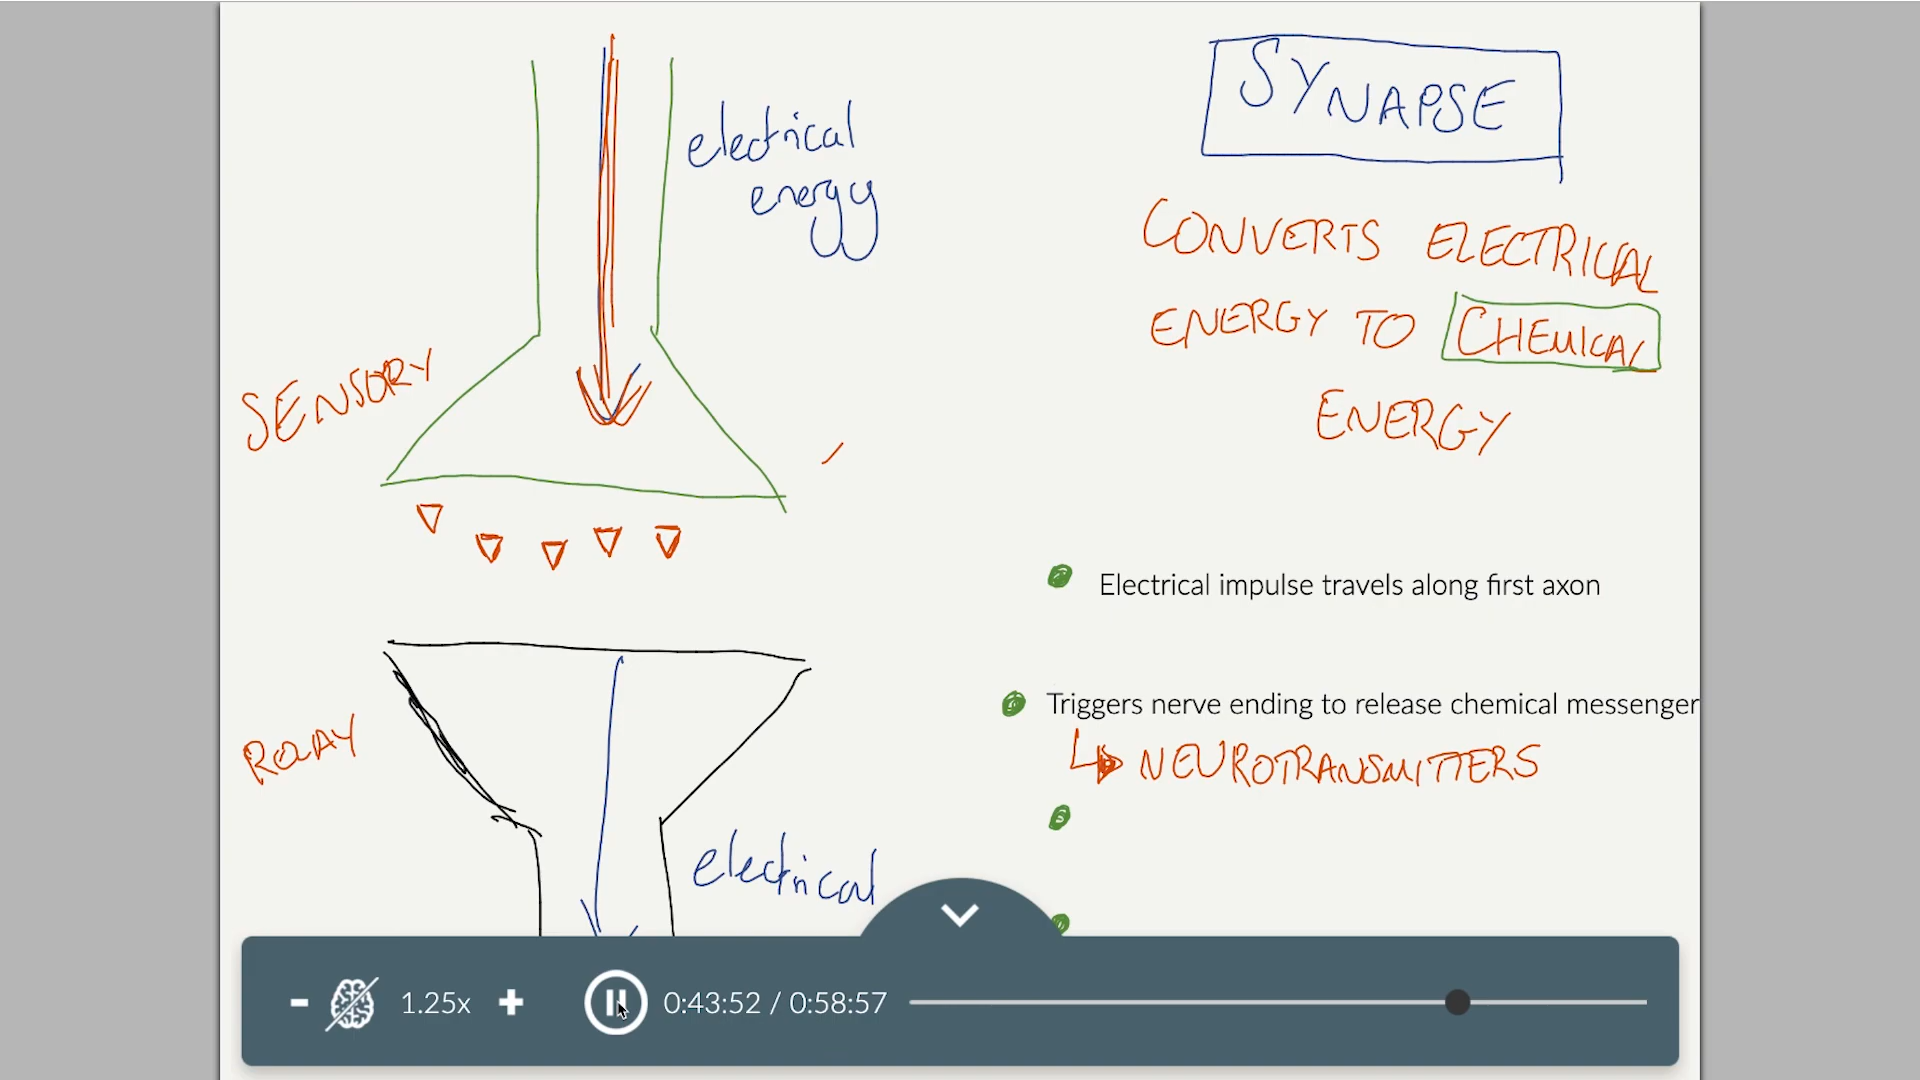 electrical
energy
SENSORY
RELAY
electrical
SYNAPSE
CONVERTS ELECTRICAL
ENERGY TO CHEMICAL
ENERGY
Electrical impulse travels along first axon
Triggers nerve ending to release chemical messenger
NEUROTRANSMITTERS
1.25x 0:43:52 / 0:58:57